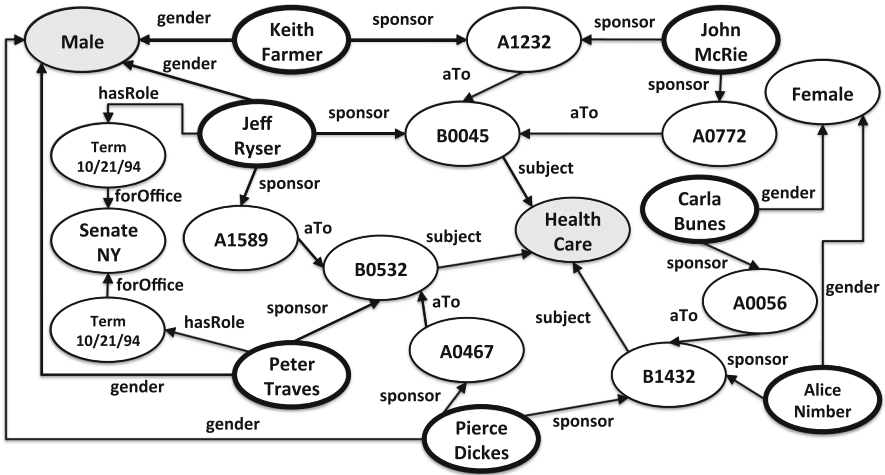 gender
sponsor
sponsor
Male
Keith
Farmer
A1232
John
McRie
gender
aTo
sponsor
hasRole
sponsor
aTo
Female
Term
10/21/94
Jeff
Ryser
B0045
A0772
forOffice
sponsor
subject
Carla
Bunes
gender
Senate
NY
A1589
aTo
subject
Health
Care
B0532
sponsor
forOffice
sponsor
aTo
A0056
gender
Term
10/21/94
hasRole
subject
aTo
A0467
Peter
Traves
B1432
sponsor
gender
sponsor
Alice
Nimber
gender
Pierce
Dickes
sponsor